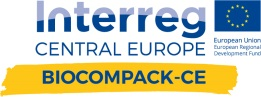 Interreg
CENTRAL EUROPE
European Union
European Regional
Development Fund
BIOCOMPACK-CE